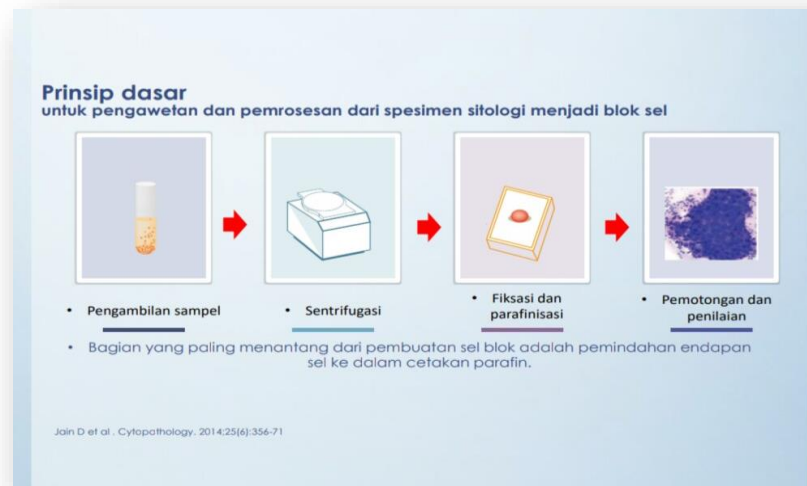 Prinsip dasar
untuk pengawetan dan pemrosesan dari spesimen sitologi menjadi blok sel
• Pengambilan sampel
• Sentrifugasi
• Fiksasi dan
parafinisasi
• Pemotongan dan
penilaian
• Bagian yang paling menantang dari pembuatan sel blok adalah pemindahan endapan
sel ke dalam cetakan parafin.
Jain D et al . Cytopathology. 2014;25(6):356-71